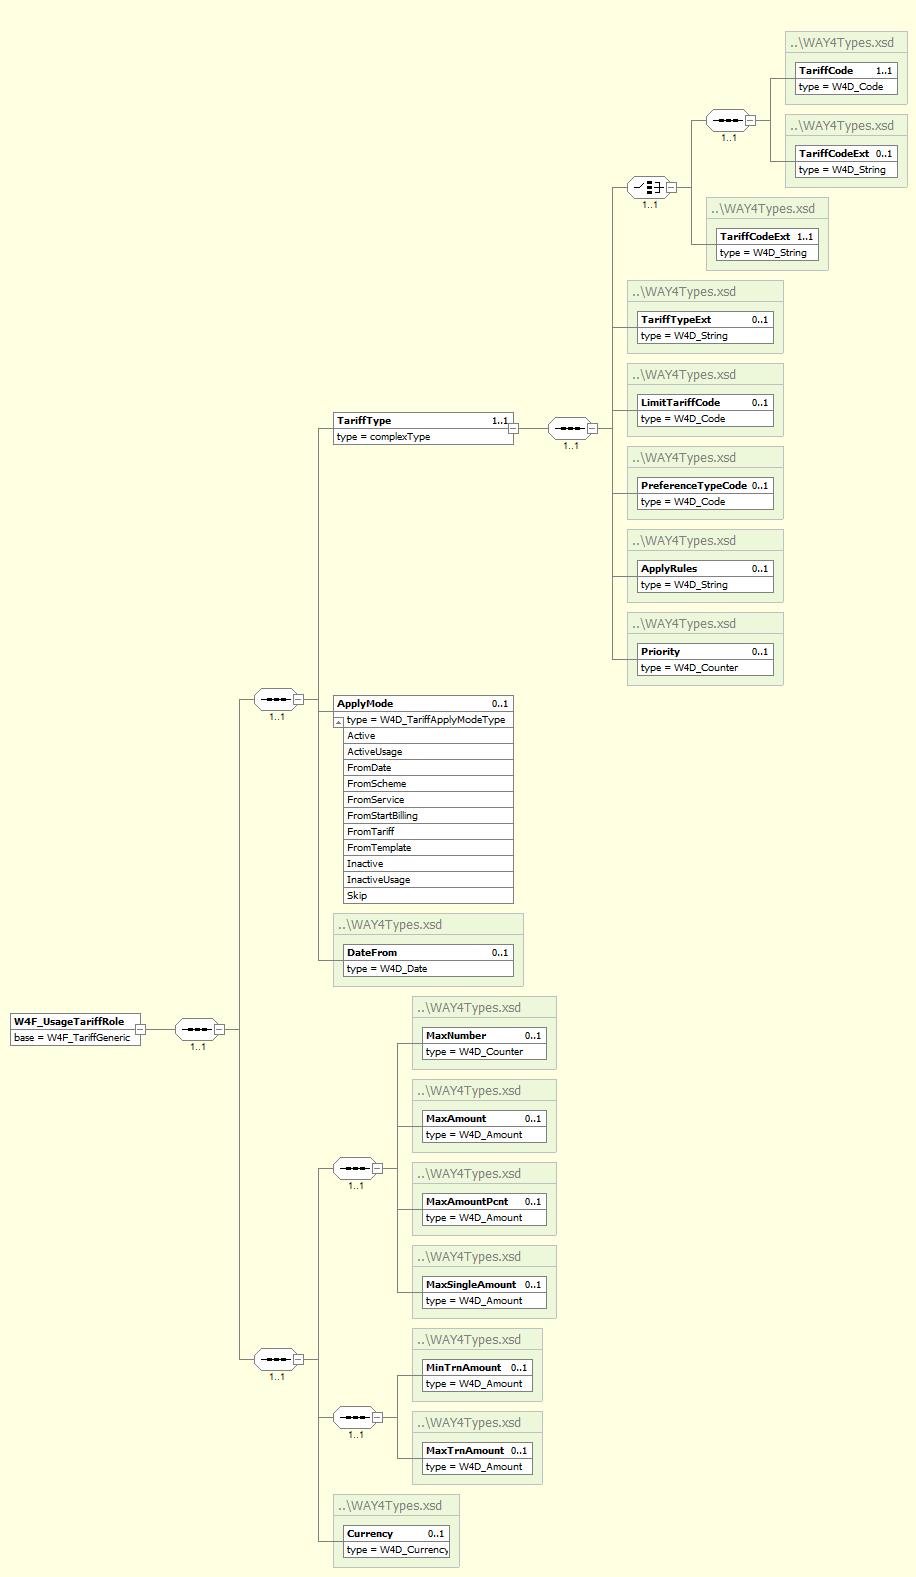 ..\WAY4Types.xsd
TariffCode 1..1
type = W4D_Code
..\WAY4Types.xsd
1..1
TariffCodeExt 0..1
type = W4D_String
1..1
..\WAY4Types.xsd
TariffCodeExt 1..1
type = W4D_String
..\WAY4Types.xsd
TariffTypeExt 0..1
type = W4D_String
..\WAY4Types.xsd
LimitTariffCode 0..1
type = W4D_Code
TariffType 1..1
type = complexType
1..1
..\WAY4Types.xsd
PreferenceTypeCode 0..1
type = W4D_Code
..\WAY4Types.xsd
ApplyRules 0..1
type = W4D_String
..\WAY4Types.xsd
Priority 0..1
type = W4D_Counter
1..1
ApplyMode 0..1
type = W4D_TariffApplyModeType
Active
ActiveUsage
FromDate
FromScheme
FromService
FromStartBilling
FromTariff
FromTemplate
Inactive
InactiveUsage
Skip
..\WAY4Types.xsd
DateFrom 0..1
type = W4D_Date
W4F_UsageTariffRole
base = W4F_TariffGeneric
1..1
..\WAY4Types.xsd
MaxNumber 0..1
type = W4D_Counter
..\WAY4Types.xsd
MaxAmount 0..1
type = W4D_Amount
1..1
..\WAY4Types.xsd
MaxAmountPcnt 0..1
type = W4D_Amount
..\WAY4Types.xsd
MaxSingleAmount 0..1
type = W4D_Amount
1..1
..\WAY4Types.xsd
MinTrnAmount 0..1
type = W4D_Amount
1..1
..\WAY4Types.xsd
MaxTrnAmount 0..1
type = W4D_Amount
..\WAY4Types.xsd
Currency 0..1
type = W4D_Currency